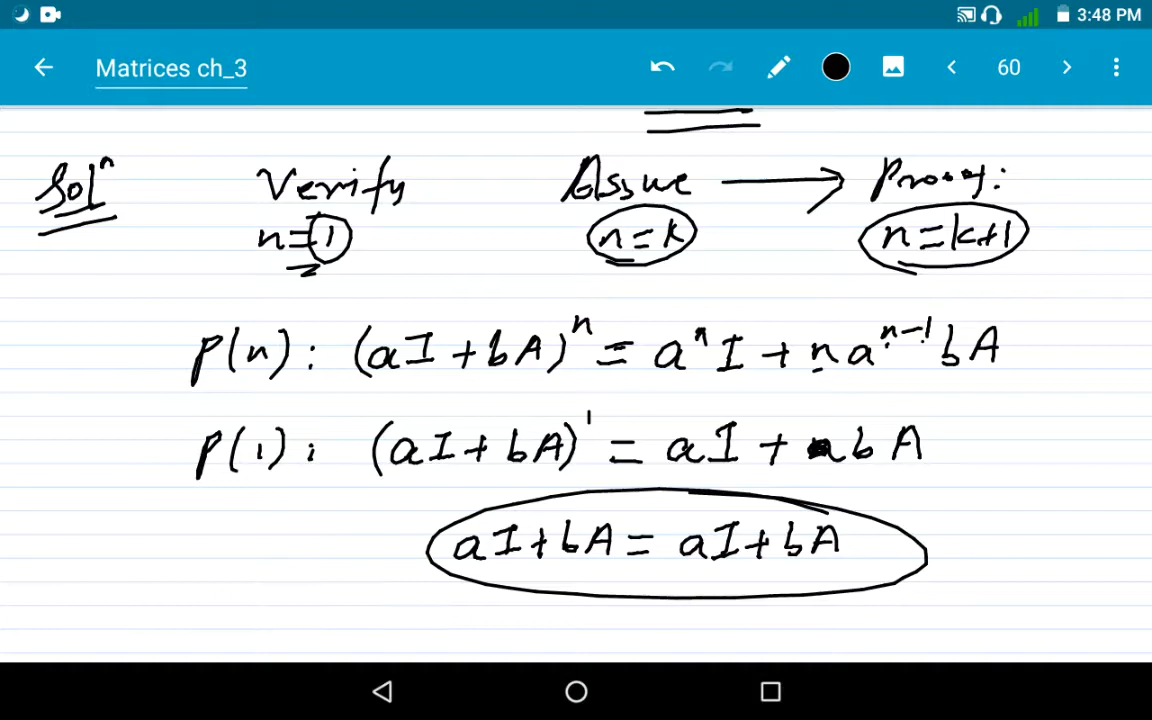 3:48 PM
Matrices ch_3
60
Solⁿ Verify Assue → Proof:
n=1 n=k n=k+1
P(n): (aI+bA)ⁿ = aⁿI + naⁿ⁻¹bA
P(1): (aI+bA)¹ = aI + bA
aI+bA = aI+bA